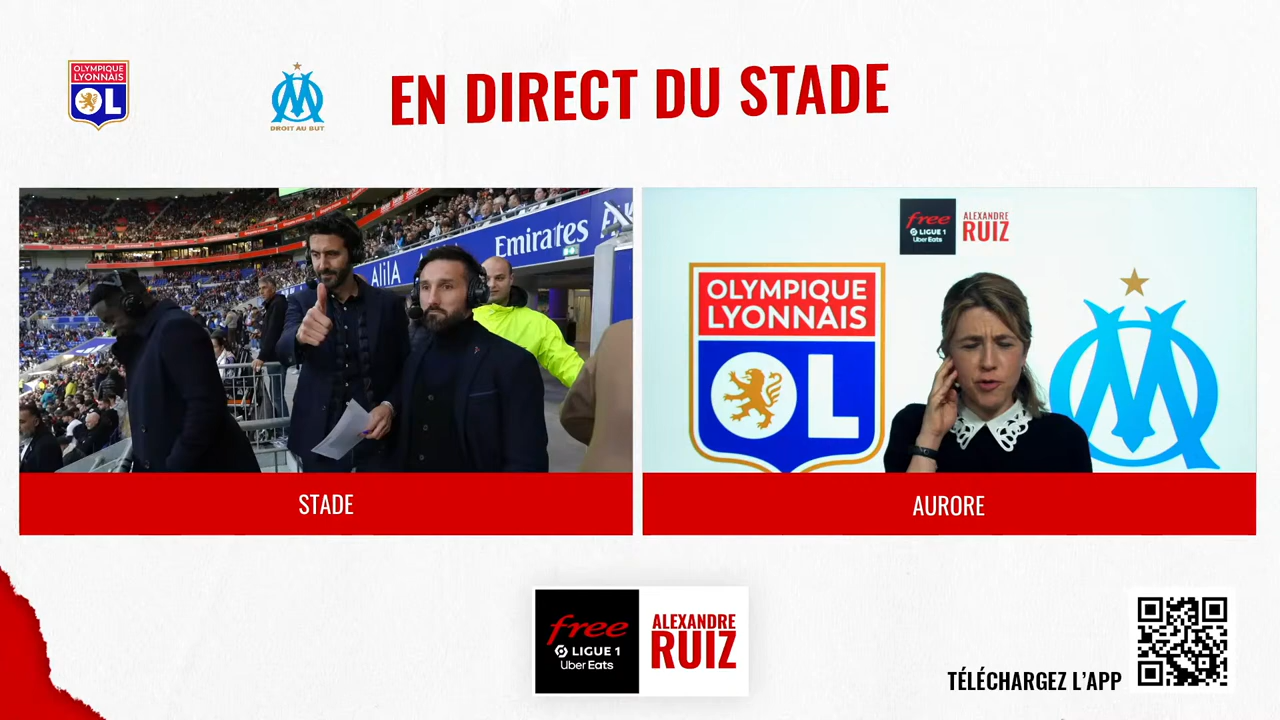 OLYMPIQUE
LYONNAIS
OL
DROIT AU BUT
EN DIRECT DU STADE
AlilA
Emirates
free
LIGUE 1
Uber Eats
ALEXANDRE
RUIZ
OLYMPIQUE
LYONNAIS
OL
STADE
AURORE
free
LIGUE 1
Uber Eats
ALEXANDRE
RUIZ
TÉLÉCHARGEZ L'APP